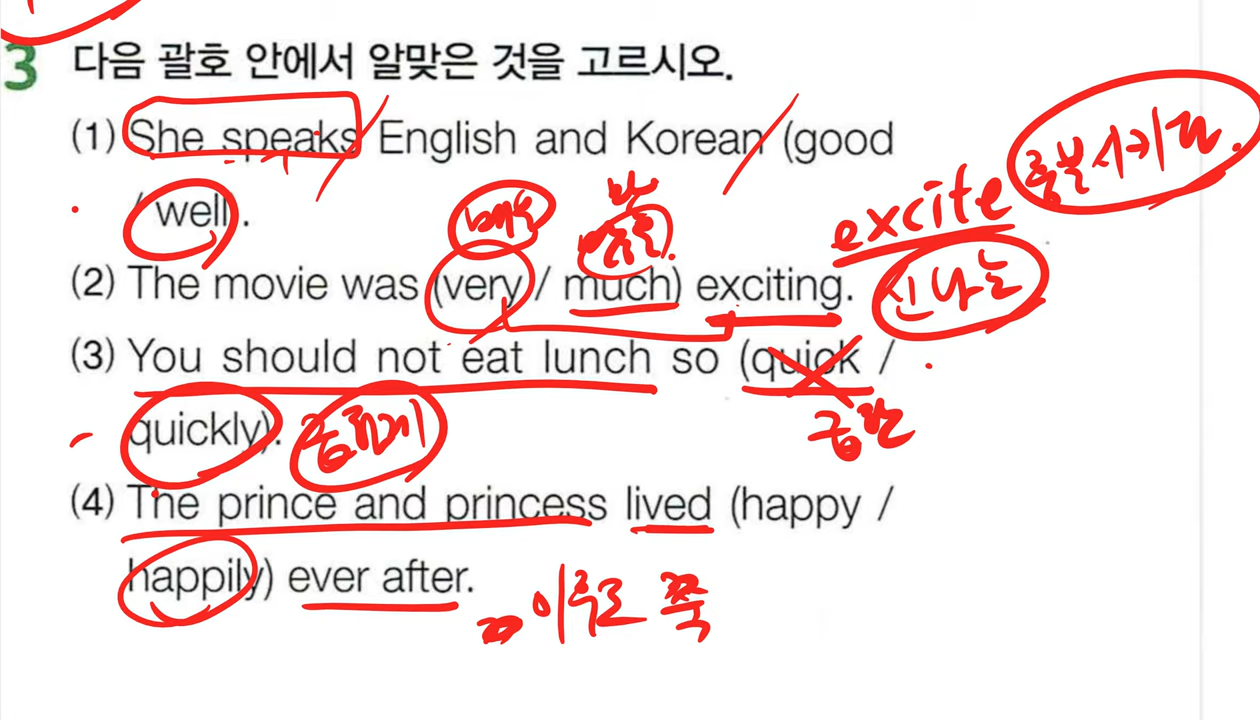 3 다음 괄호 안에서 알맞은 것을 고르시오.
(1) She speaks English and Korean (good
/ well).
excite 흥분시키다.
매우 많은
(2) The movie was (very / much) exciting. 신나는
(3) You should not eat lunch so (quick /
quickly). 급하게 급한
(4) The prince and princess lived (happy /
happily) ever after.
이후로 쭉